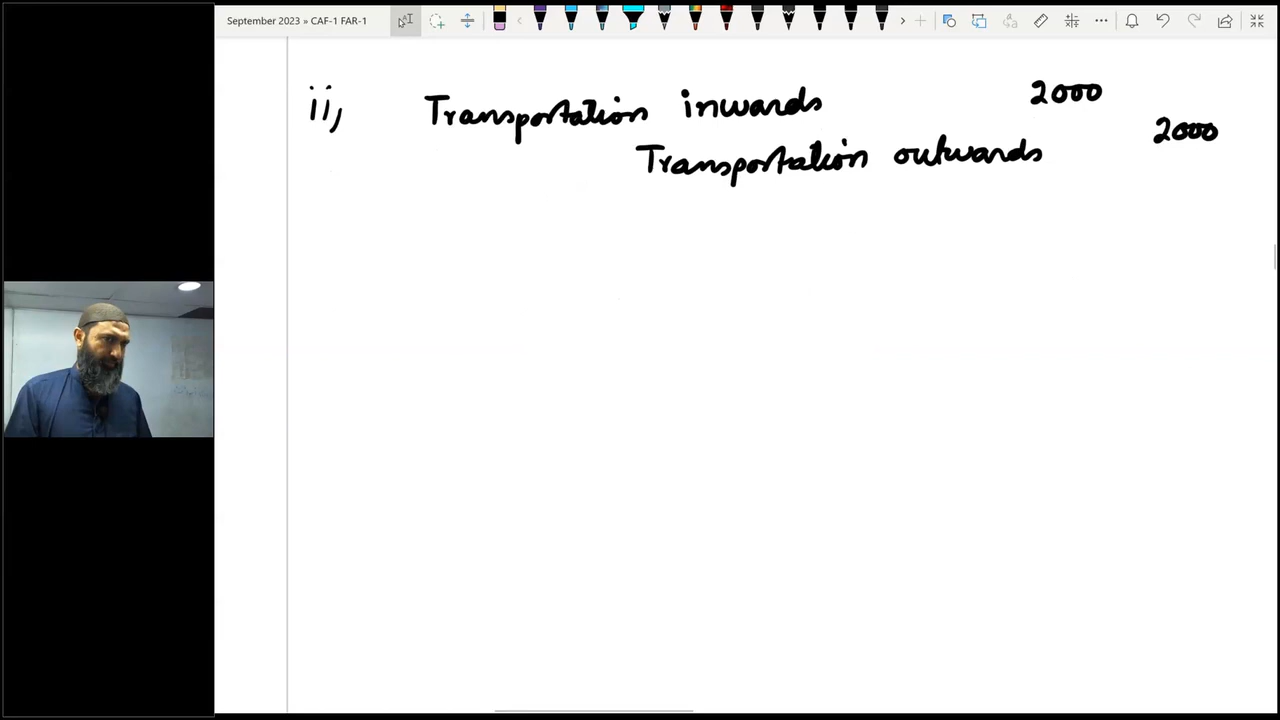 September 2023 » CAF-1 FAR-1
ii, Transportation inwards 2000
Transportation outwards 2000